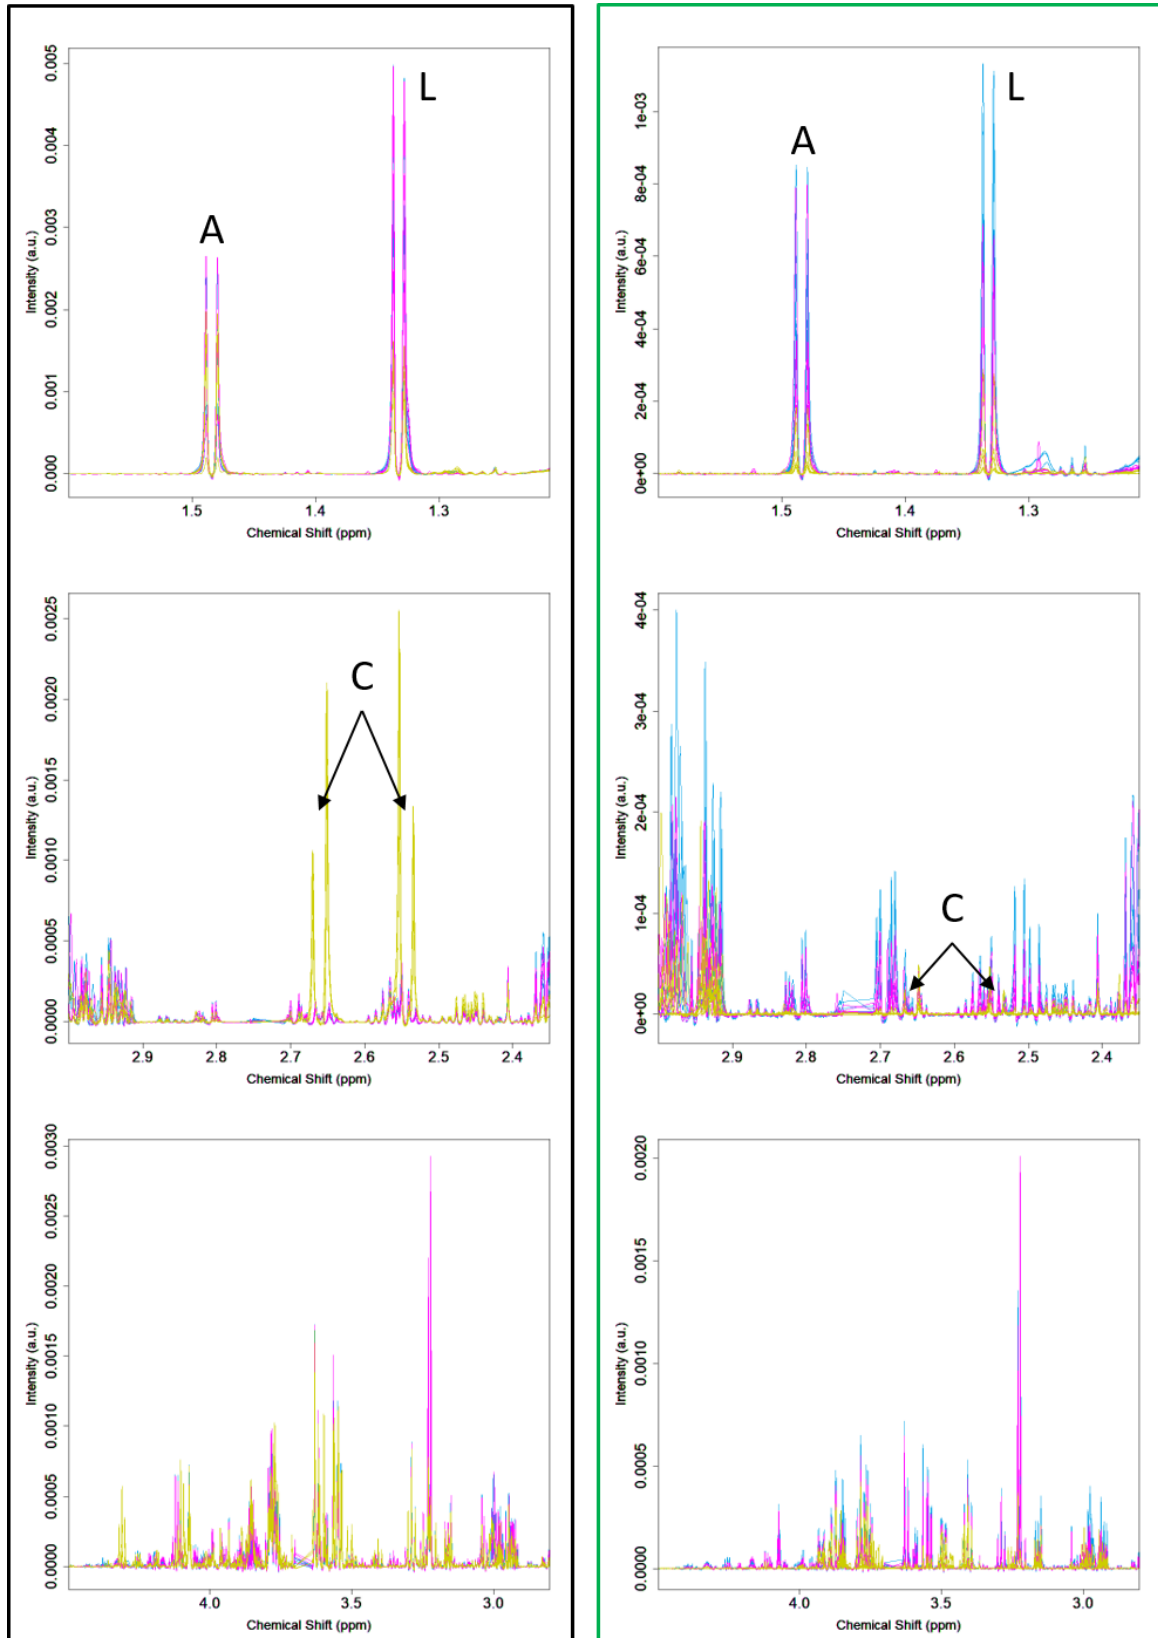 0.005
0.004
0.003
0.002
0.001
0.000
Intensity (a.u.)
A
L
1.5
1.4
1.3
Chemical Shift (ppm)
1e-03
8e-04
6e-04
4e-04
2e-04
0e+00
Intensity (a.u.)
A
L
1.5
1.4
1.3
Chemical Shift (ppm)
0.0025
0.0020
0.0015
0.0010
0.0005
0.0000
Intensity (a.u.)
C
2.9
2.8
2.7
2.6
2.5
2.4
Chemical Shift (ppm)
4e-04
3e-04
2e-04
1e-04
0e+00
Intensity (a.u.)
C
2.9
2.8
2.7
2.6
2.5
2.4
Chemical Shift (ppm)
0.0030
0.0025
0.0020
0.0015
0.0010
0.0005
0.0000
Intensity (a.u.)
4.0
3.5
3.0
Chemical Shift (ppm)
0.0020
0.0015
0.0010
0.0005
0.0000
Intensity (a.u.)
4.0
3.5
3.0
Chemical Shift (ppm)